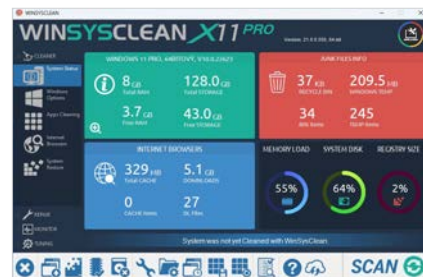 WINSYSCLEAN
WINSYSCLEAN X11 PRO
CLEANER
System Status
Windows Options
Apps Cleaning
Internet Browsers
System Restore
REPAIR
MONITOR
TUNING
WINDOWS 11 PRO, 64BITOVÝ, V10.0.22621
8 GB
Total RAM
128.0 GB
Total STORAGE
3.7 GB
Free RAM
43.0 GB
Free STORAGE
JUNK FILES INFO
37 KB
RECYCLE BIN
209.5 MB
WINDOWS TEMP
34
BIN Items
245
TEMP Items
INTERNET BROWSERS
329 MB
Total CACHE
5.1 GB
DOWNLOADS
0
CACHE Items
27
DL Files
MEMORY LOAD
SYSTEM DISK
REGISTRY SIZE
55%
64%
2%
System was not yet Cleaned with WinSysClean.
SCAN